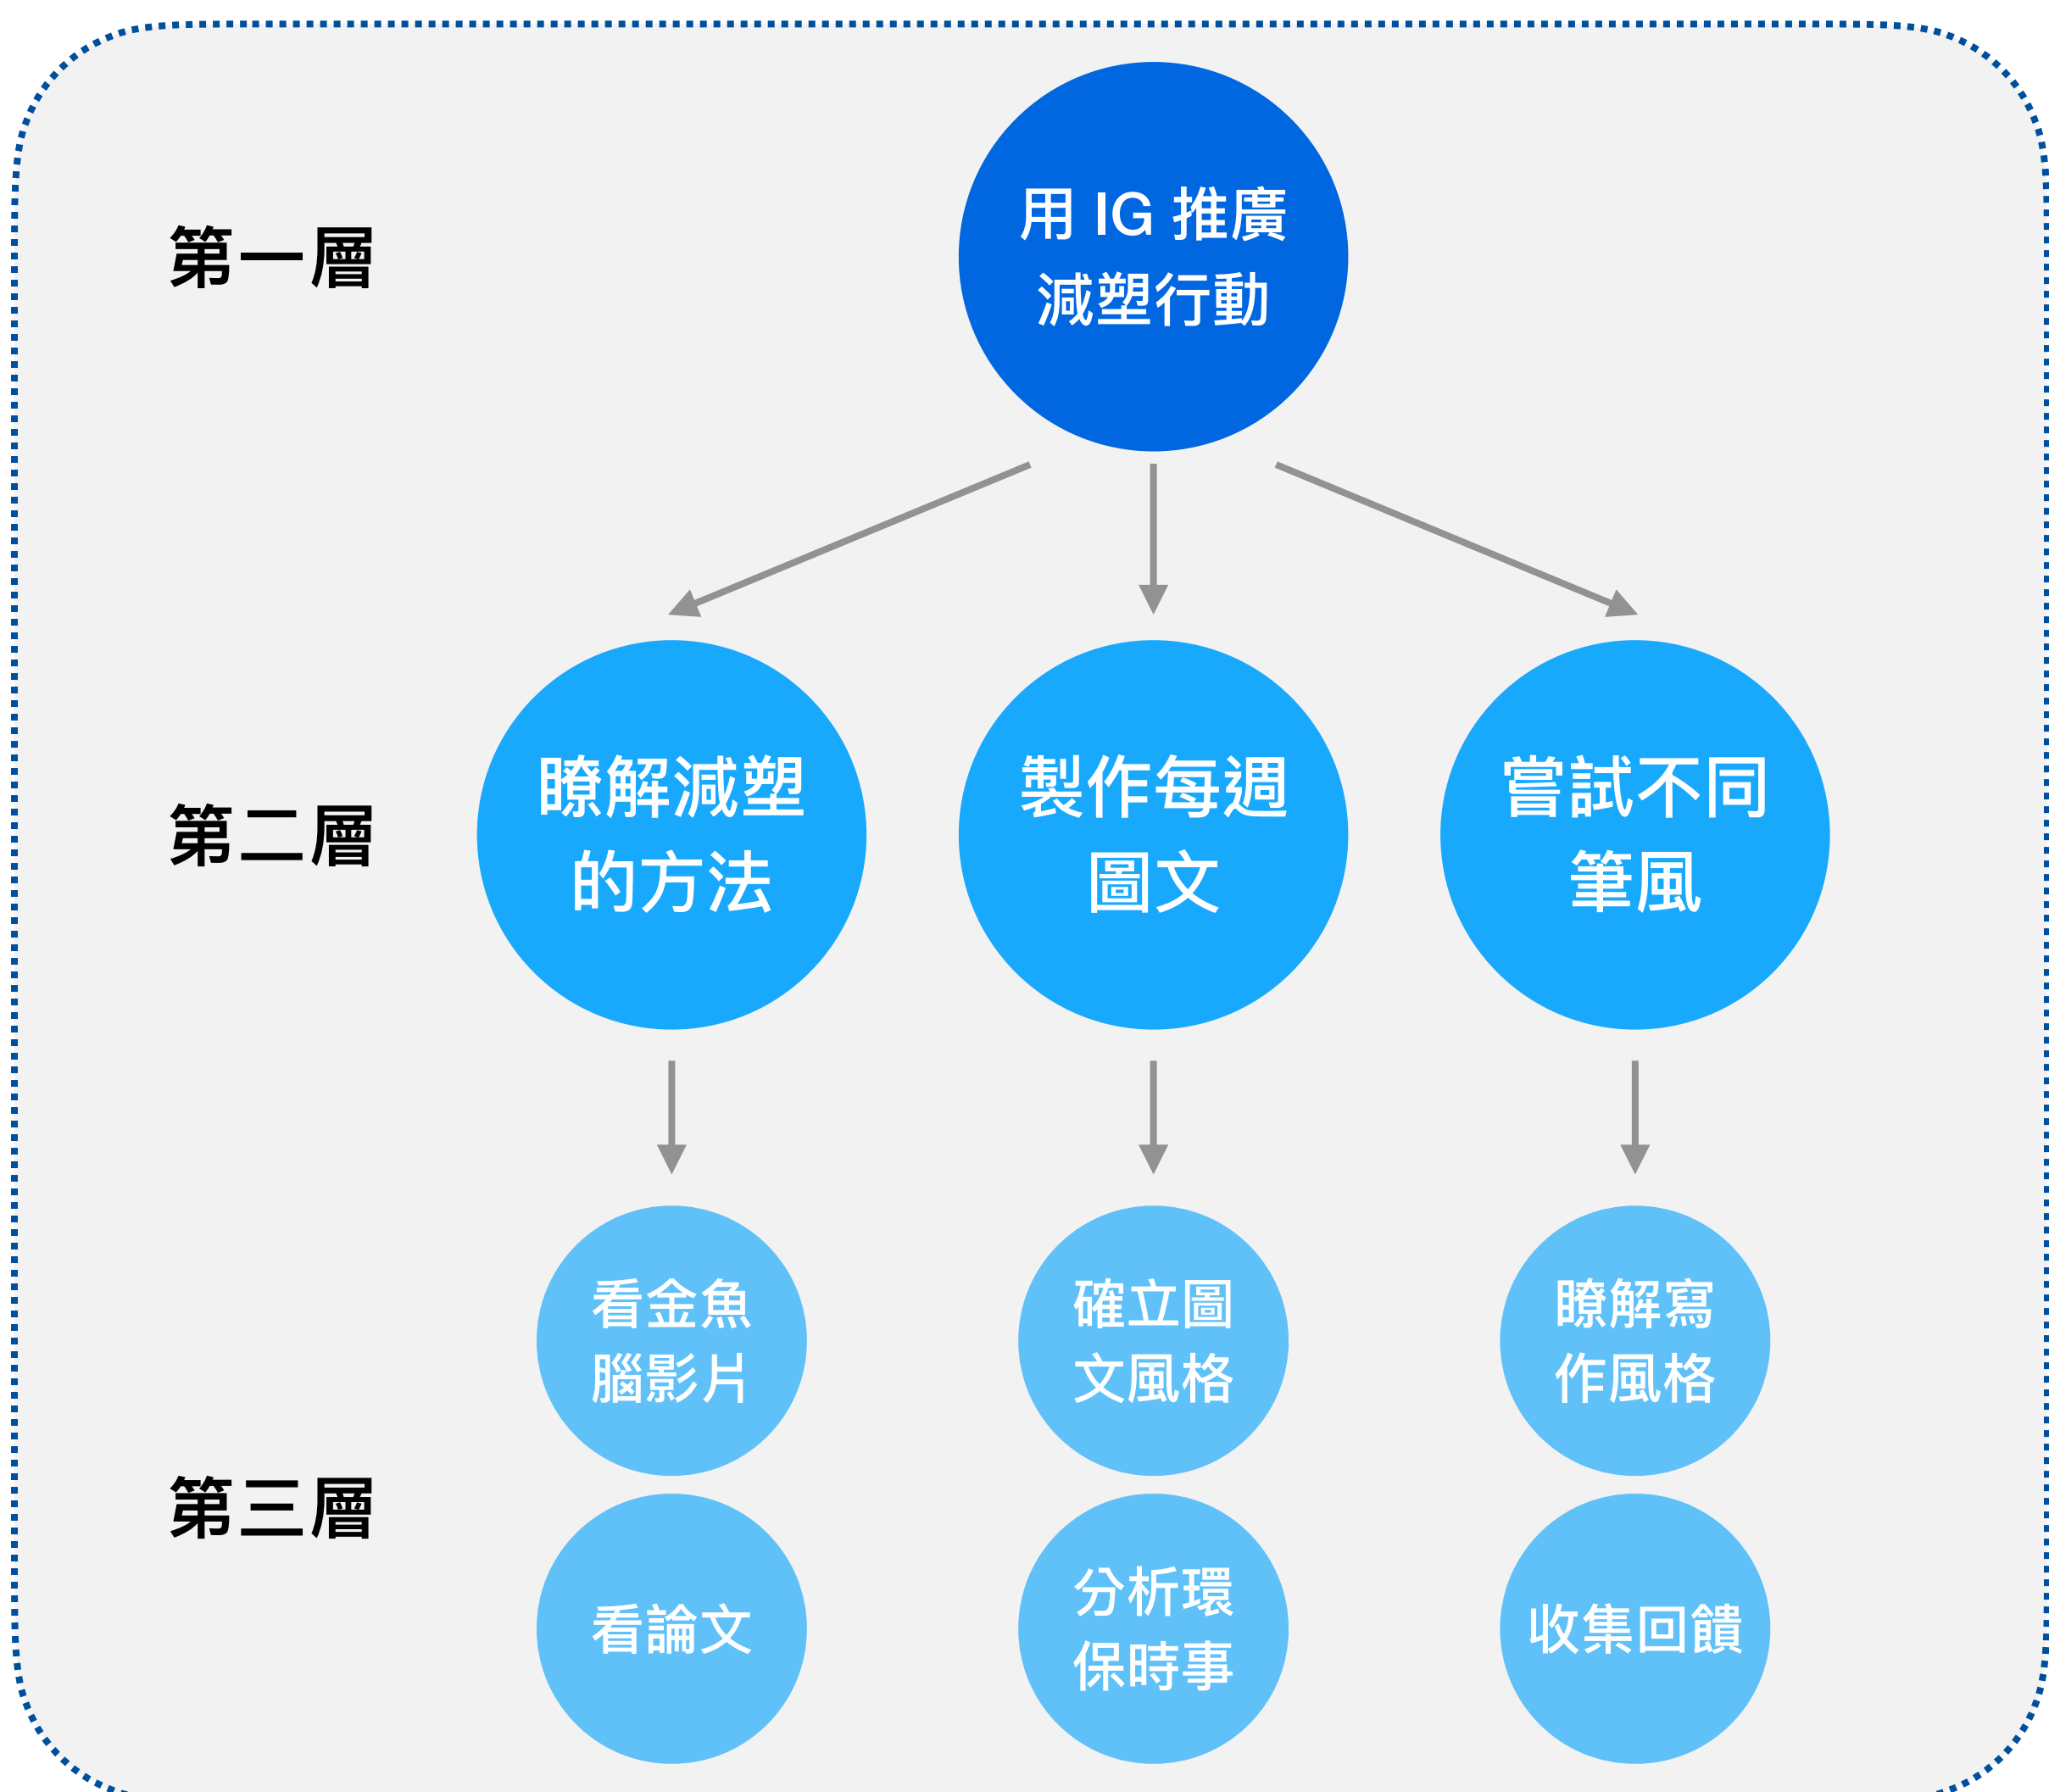 第一層
用 IG 推廣
減塑行動
第二層
瞭解減塑
的方法
製作每週
圖文
嘗試不同
筆風
第三層
看金魚
腦影片
確立圖
文風格
瞭解寫
作風格
看論文
分析環
保時事
收集回饋